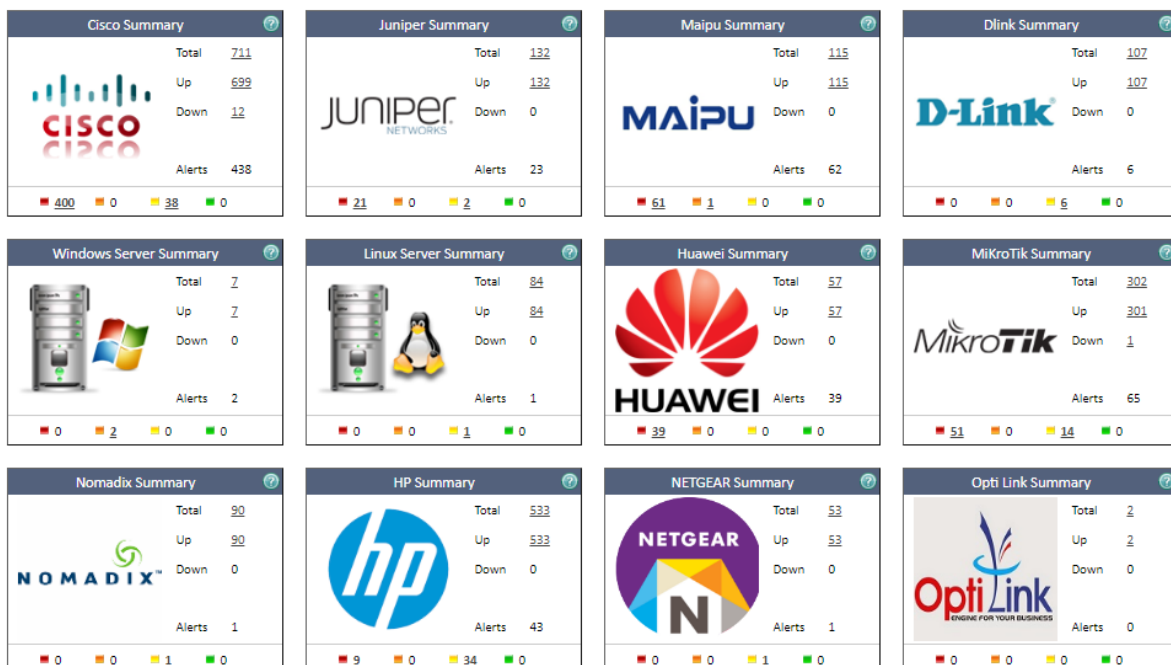 Cisco Summary ?
Total 711
Up 699
CISCO
Down 12
Alerts 438
400 0 38 0
Juniper Summary ?
Total 132
Up 132
JUNIPER
NETWORKS
Down 0
Alerts 23
21 0 2 0
Maipu Summary ?
Total 115
Up 115
MAIPU
Down 0
Alerts 62
61 1 0 0
Dlink Summary ?
Total 107
Up 107
D-Link
Down 0
Alerts 6
0 0 6 0
Windows Server Summary ?
Total 7
Up 7
Down 0
Alerts 2
0 2 0 0
Linux Server Summary ?
Total 84
Up 84
Down 0
Alerts 1
0 0 1 0
Huawei Summary ?
Total 57
Up 57
Down 0
HUAWEI
Alerts 39
39 0 0 0
MiKroTik Summary ?
Total 302
Up 301
MikroTik
Down 1
Alerts 65
51 0 14 0
Nomadix Summary ?
Total 90
Up 90
NOMADIX™
Down 0
Alerts 1
0 0 1 0
HP Summary ?
Total 533
Up 533
hp
Down 0
Alerts 43
9 0 34 0
NETGEAR Summary ?
Total 53
NETGEAR
Up 53
Down 0
N
Alerts 1
0 0 1 0
Opti Link Summary ?
Total 2
Up 2
Down 0
Opti Link
ENGINE FOR YOUR BUSINESS
Alerts 0
0 0 0 0